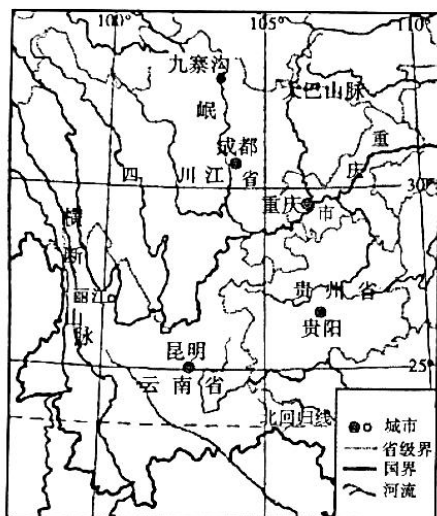 100° 105° 110°
九寨沟
大巴山脉
岷
重
成都
庆
四川江省
30°
重庆市
横
断
贵州省
丽江
山
贵阳
脉
昆明
25°
云南省
北回归线
城市
省级界
国界
河流